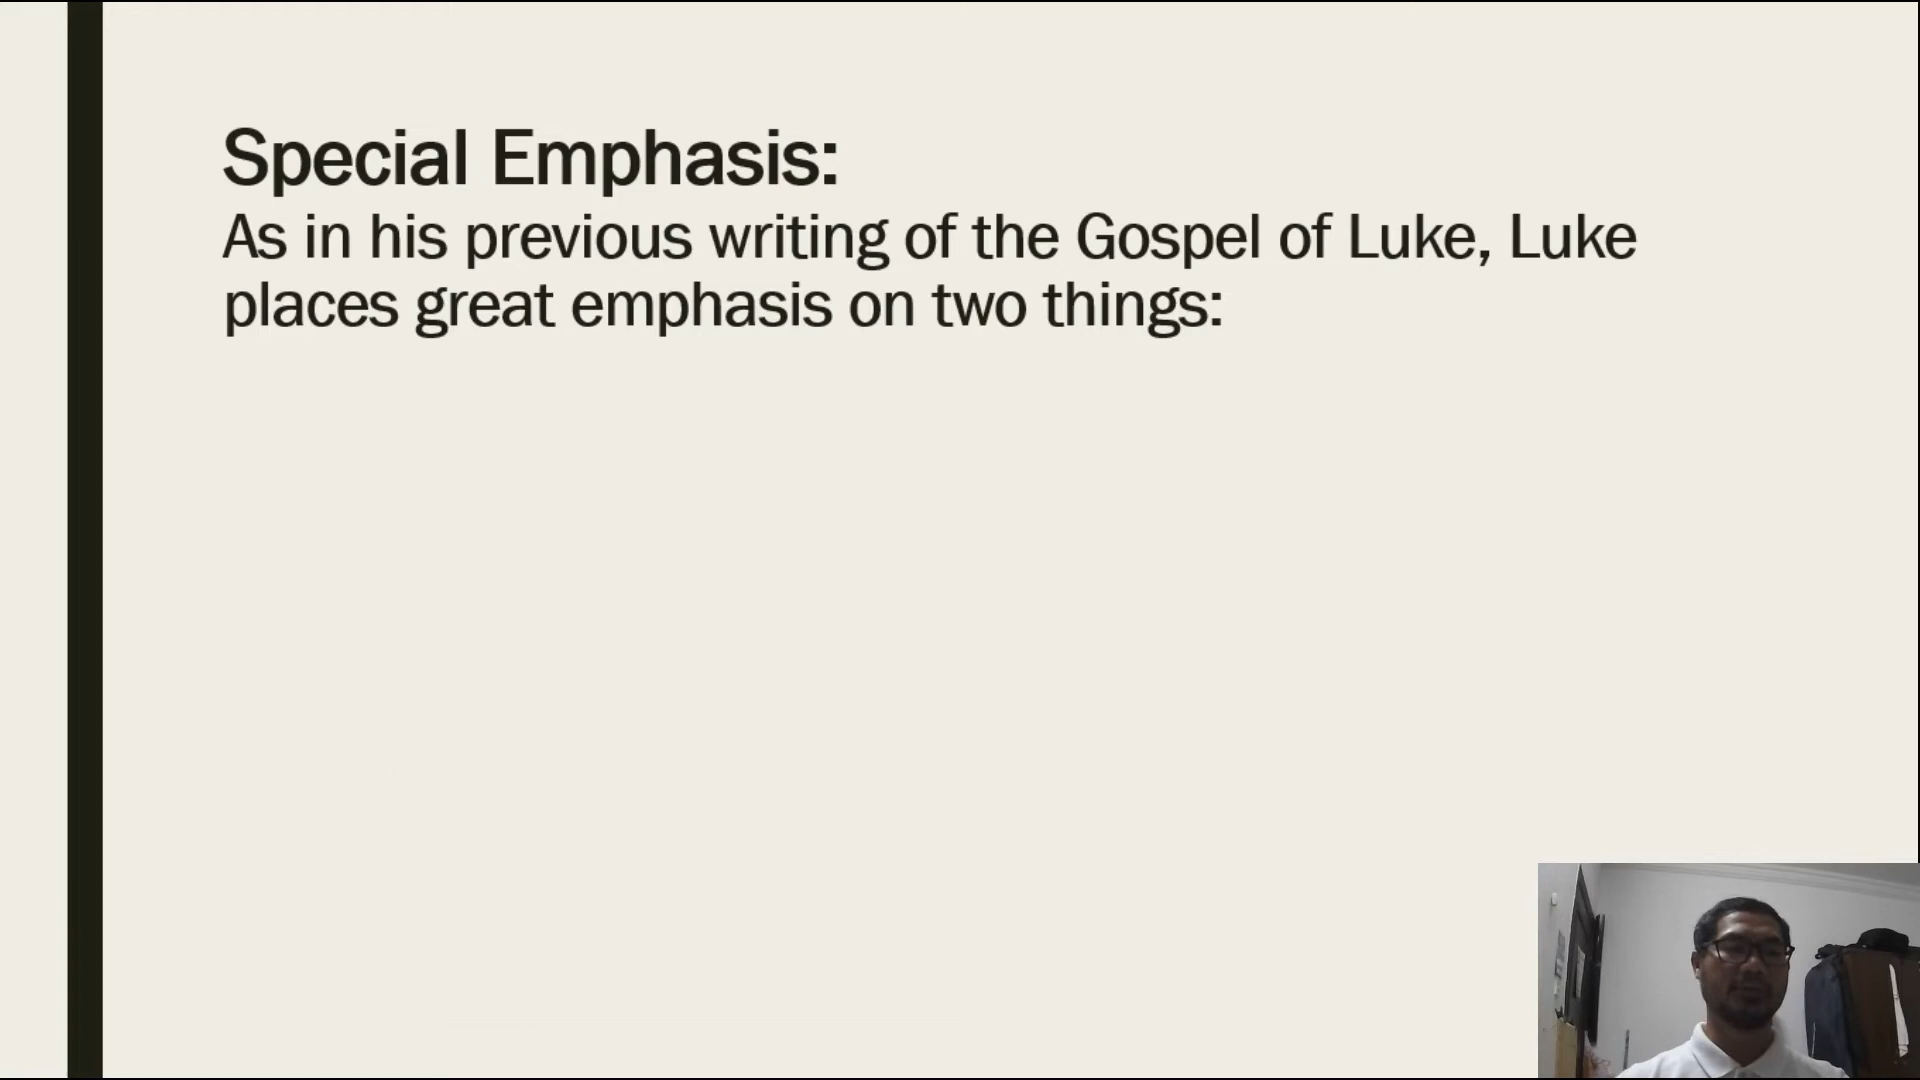 Special Emphasis:
As in his previous writing of the Gospel of Luke, Luke
places great emphasis on two things: